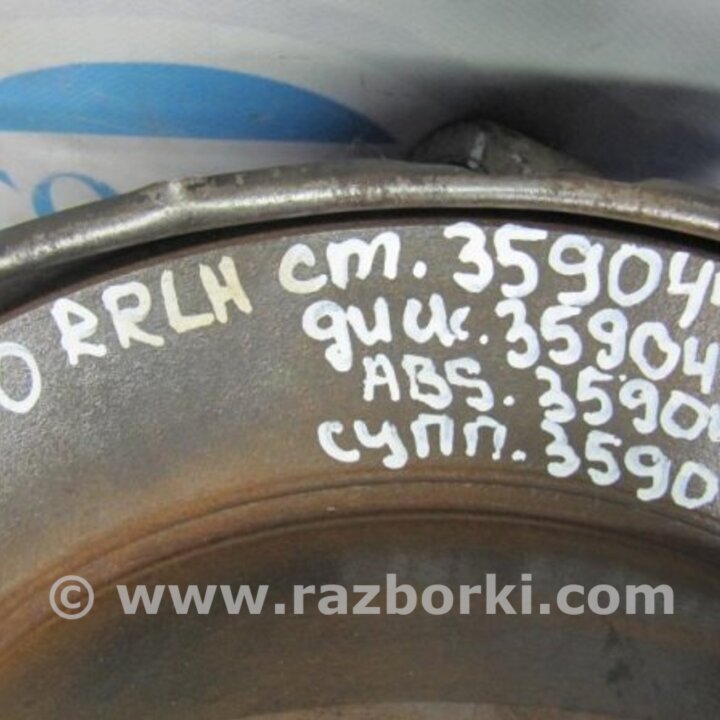 RRLH ст. 35904
диск. 35904
ABS. 3590
супп. 3590
© www.razborki.com